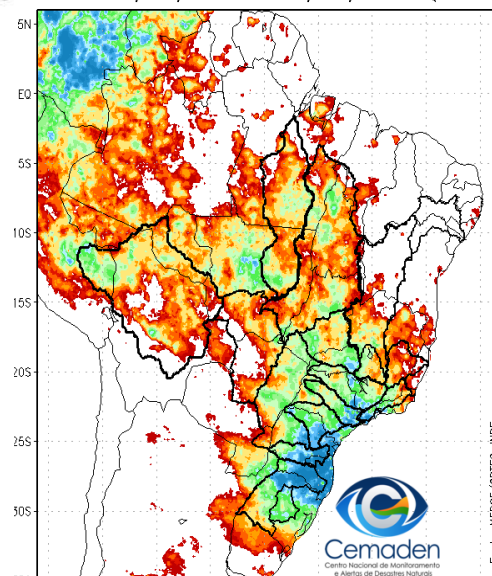 5N
EQ
5S
10S
15S
20S
25S
30S
Cemaden
Centro Nacional de Monitoramento
e Alertas de Desastres Naturais